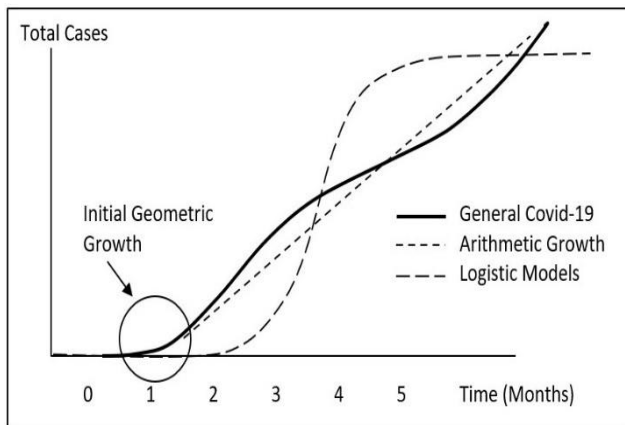 Total Cases
Initial Geometric
Growth
General Covid-19
Arithmetic Growth
Logistic Models
0 1 2 3 4 5 Time (Months)